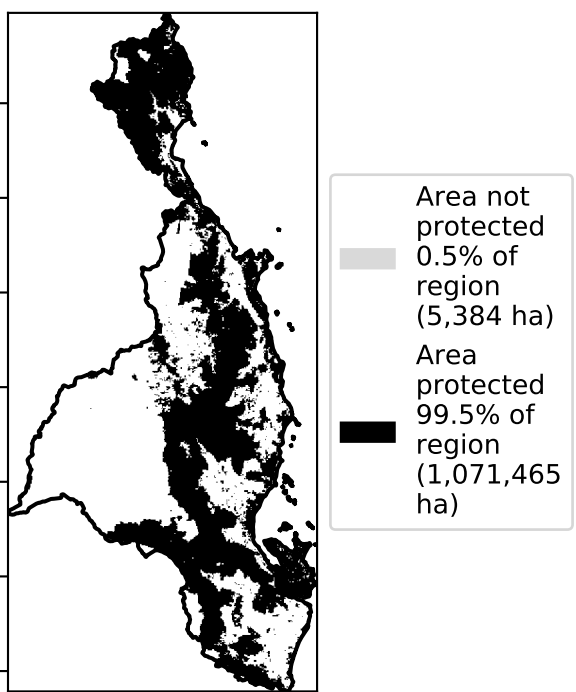 Area not
protected
0.5% of
region
(5,384 ha)
Area
protected
99.5% of
region
(1,071,465
ha)